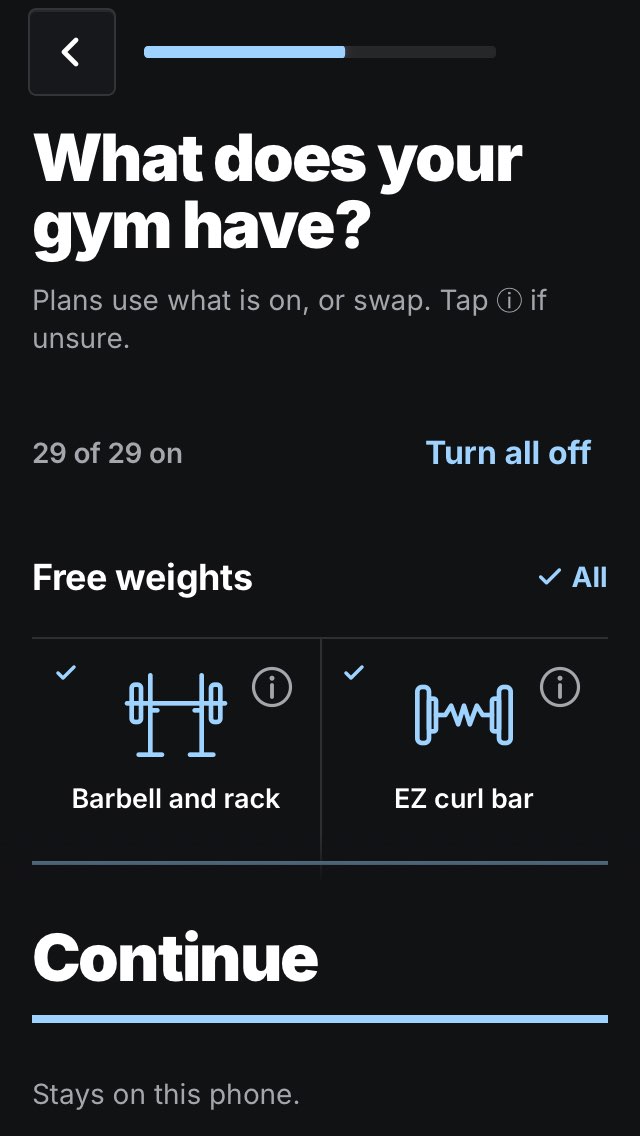 What does your
gym have?
Plans use what is on, or swap. Tap ⓘ if
unsure.
29 of 29 on
Turn all off
Free weights
All
Barbell and rack
EZ curl bar
Continue
Stays on this phone.